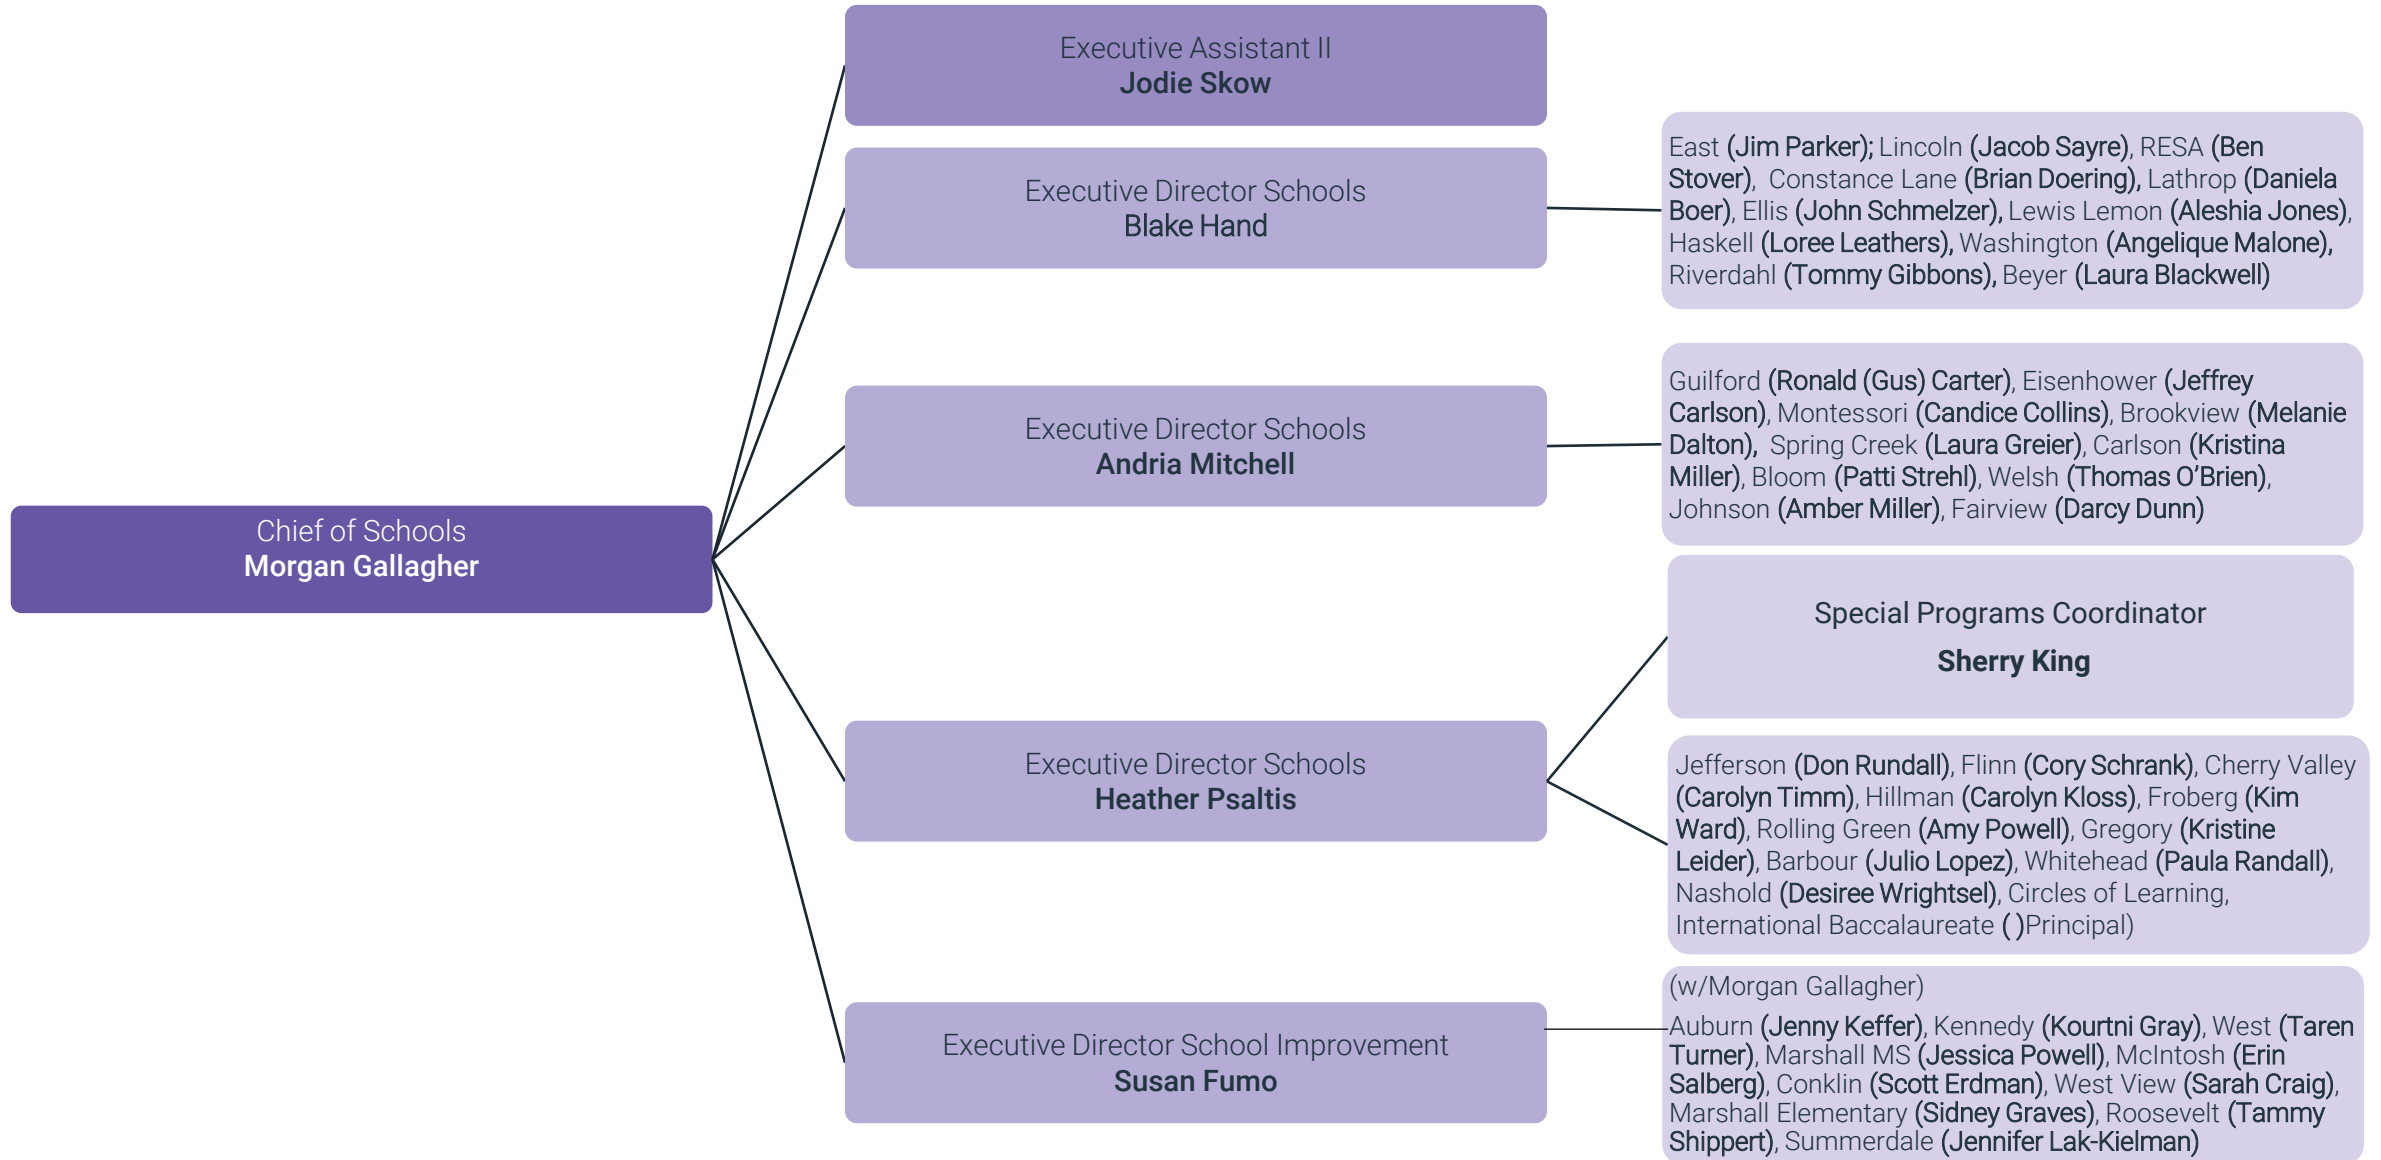 Executive Assistant II
Jodie Skow
Executive Director Schools
Blake Hand
East (Jim Parker); Lincoln (Jacob Sayre), RESA (Ben
Stover),  Constance Lane (Brian Doering), Lathrop (Daniela
Boer), Ellis (John Schmelzer), Lewis Lemon (Aleshia Jones),
Haskell (Loree Leathers), Washington (Angelique Malone),
Riverdahl (Tommy Gibbons), Beyer (Laura Blackwell)
Executive Director Schools
Andria Mitchell
Guilford (Ronald (Gus) Carter), Eisenhower (Jeffrey
Carlson), Montessori (Candice Collins), Brookview (Melanie
Dalton),  Spring Creek (Laura Greier), Carlson (Kristina
Miller), Bloom (Patti Strehl), Welsh (Thomas O’Brien),
Johnson (Amber Miller), Fairview (Darcy Dunn)
Chief of Schools
Morgan Gallagher
Special Programs Coordinator
Sherry King
Executive Director Schools
Heather Psaltis
Jefferson (Don Rundall), Flinn (Cory Schrank), Cherry Valley
(Carolyn Timm), Hillman (Carolyn Kloss), Froberg (Kim
Ward), Rolling Green (Amy Powell), Gregory (Kristine
Leider), Barbour (Julio Lopez), Whitehead (Paula Randall),
Nashold (Desiree Wrightsel), Circles of Learning,
International Baccalaureate ( )Principal)
Executive Director School Improvement
Susan Fumo
(w/Morgan Gallagher)
Auburn (Jenny Keffer), Kennedy (Kourtni Gray), West (Taren
Turner), Marshall MS (Jessica Powell), McIntosh (Erin
Salberg), Conklin (Scott Erdman), West View (Sarah Craig),
Marshall Elementary (Sidney Graves), Roosevelt (Tammy
Shippert), Summerdale (Jennifer Lak-Kielman)